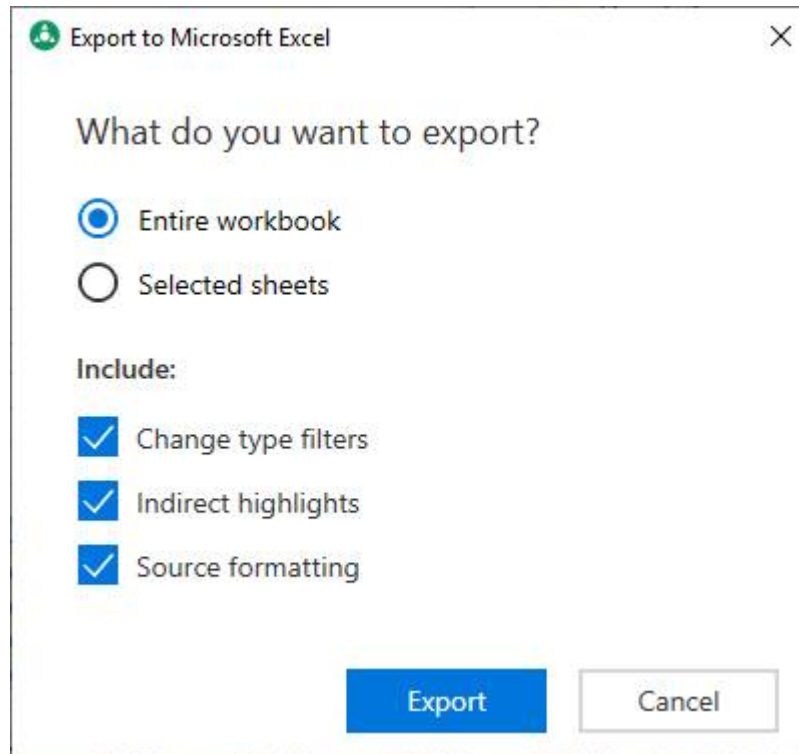 Export to Microsoft Excel
What do you want to export?
Entire workbook
Selected sheets
Include:
Change type filters
Indirect highlights
Source formatting
Export Cancel